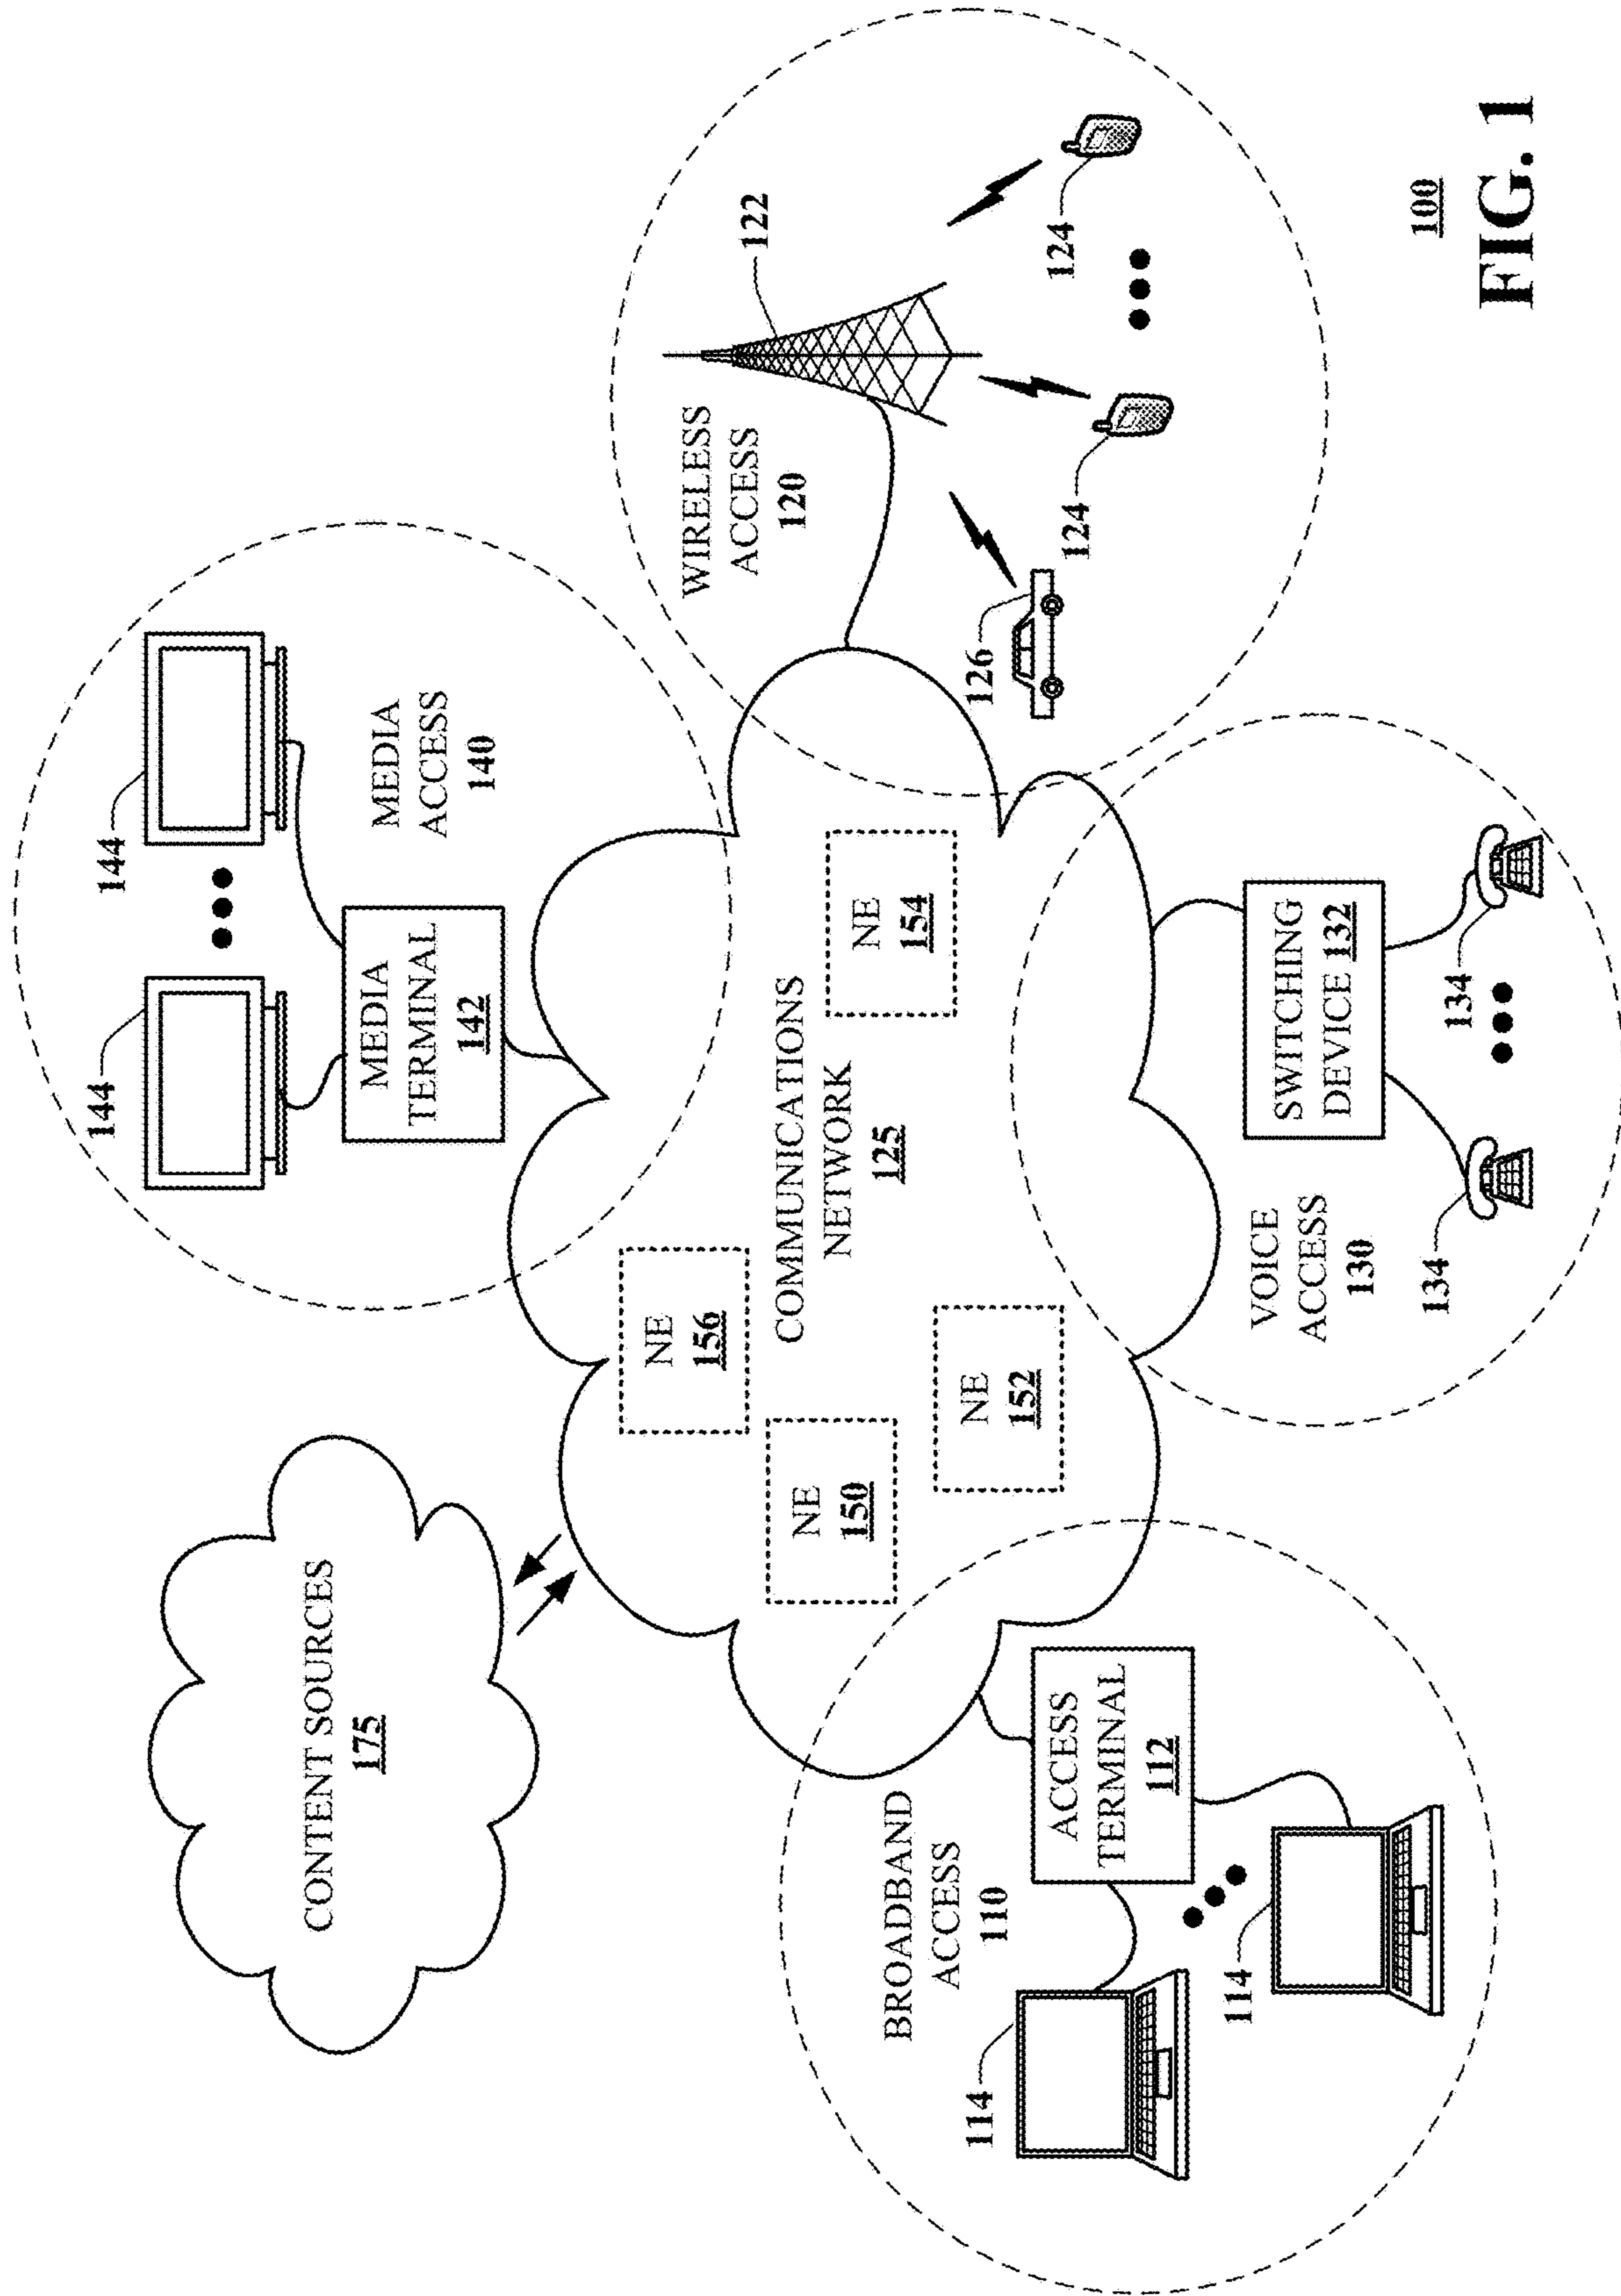 CONTENT SOURCES
175
144
144
MEDIA
TERMINAL
142
MEDIA
ACCESS
140
NE
156
NE
150
NE
152
COMMUNICATIONS
NETWORK
125
NE
154
WIRELESS
ACCESS
120
122
126
124
124
BROADBAND
ACCESS
110
ACCESS
TERMINAL
112
114
114
VOICE
ACCESS
130
SWITCHING
DEVICE 132
134
134
100
FIG. 1